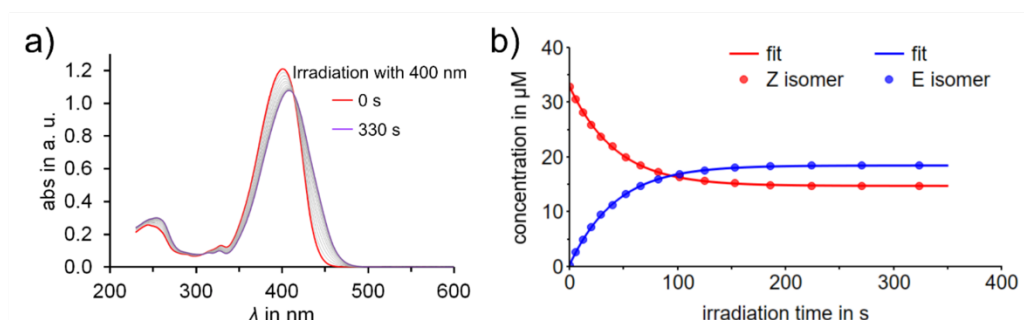 a)
abs in a. u.
1.2
1.0
0.8
0.6
0.4
0.2
0.0
200 300 400 500 600
λ in nm
Irradiation with 400 nm
0 s
330 s
b)
concentration in μM
40
30
20
10
0
0 100 200 300 400
irradiation time in s
fit fit
Z isomer E isomer